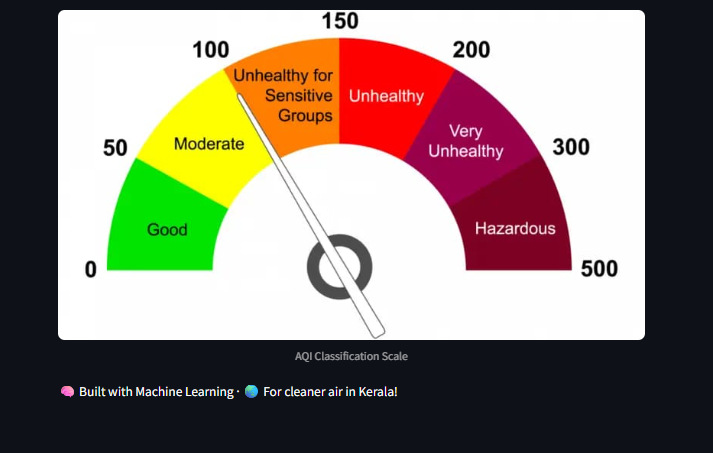 150
100
200
Unhealthy for
Sensitive
Groups
Unhealthy
Moderate
Very
Unhealthy
50
300
Good
Hazardous
0
500
AQI Classification Scale
🧠 Built with Machine Learning · 🌍 For cleaner air in Kerala!